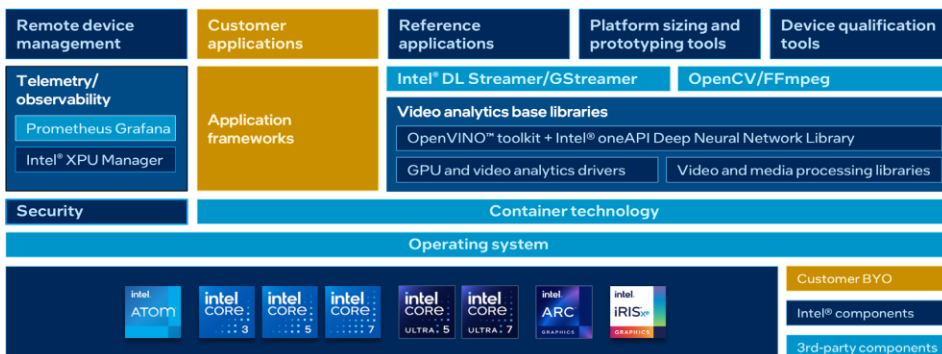 Remote device
management
Customer
applications
Reference
applications
Platform sizing and
prototyping tools
Device qualification
tools
Telemetry/
observability
Prometheus Grafana
Intel® XPU Manager
Application
frameworks
Intel® DL Streamer/GStreamer
OpenCV/FFmpeg
Video analytics base libraries
OpenVINO™ toolkit + Intel® oneAPI Deep Neural Network Library
GPU and video analytics drivers
Video and media processing libraries
Security
Container technology
Operating system
intel.
ATOM
intel
CORE
3
intel
CORE
5
intel
CORE
7
intel
CORE
ULTRA 5
intel
CORE
ULTRA 7
intel.
ARC
GRAPHICS
intel.
iRIS Xe
GRAPHICS
Customer BYO
Intel® components
3rd-party components